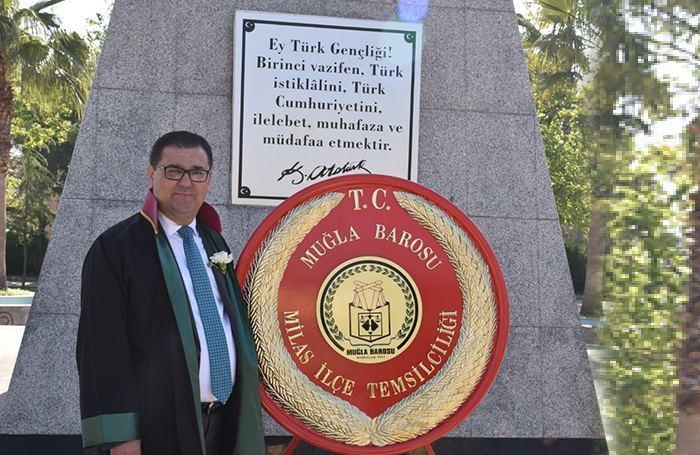 Ey Türk Gençliği!
Birinci vazifen, Türk
istiklâlini, Türk
Cumhuriyetini,
ilelebet, muhafaza ve
müdafaa etmektir.
K. Atatürk
T.C.
MUĞLA BAROSU
MUĞLA BAROSU
MİLAS İLÇE TEMSİLCİLİĞİ